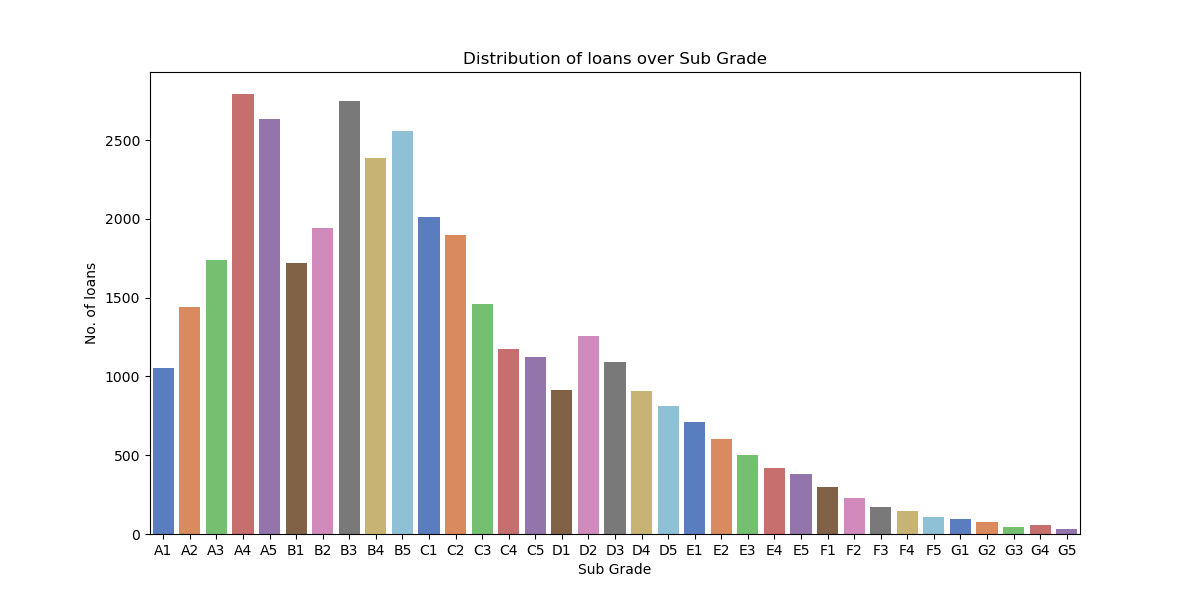 Distribution of loans over Sub Grade
No. of loans
2500
2000
1500
1000
500
0
A1 A2 A3 A4 A5 B1 B2 B3 B4 B5 C1 C2 C3 C4 C5 D1 D2 D3 D4 D5 E1 E2 E3 E4 E5 F1 F2 F3 F4 F5 G1 G2 G3 G4 G5
Sub Grade